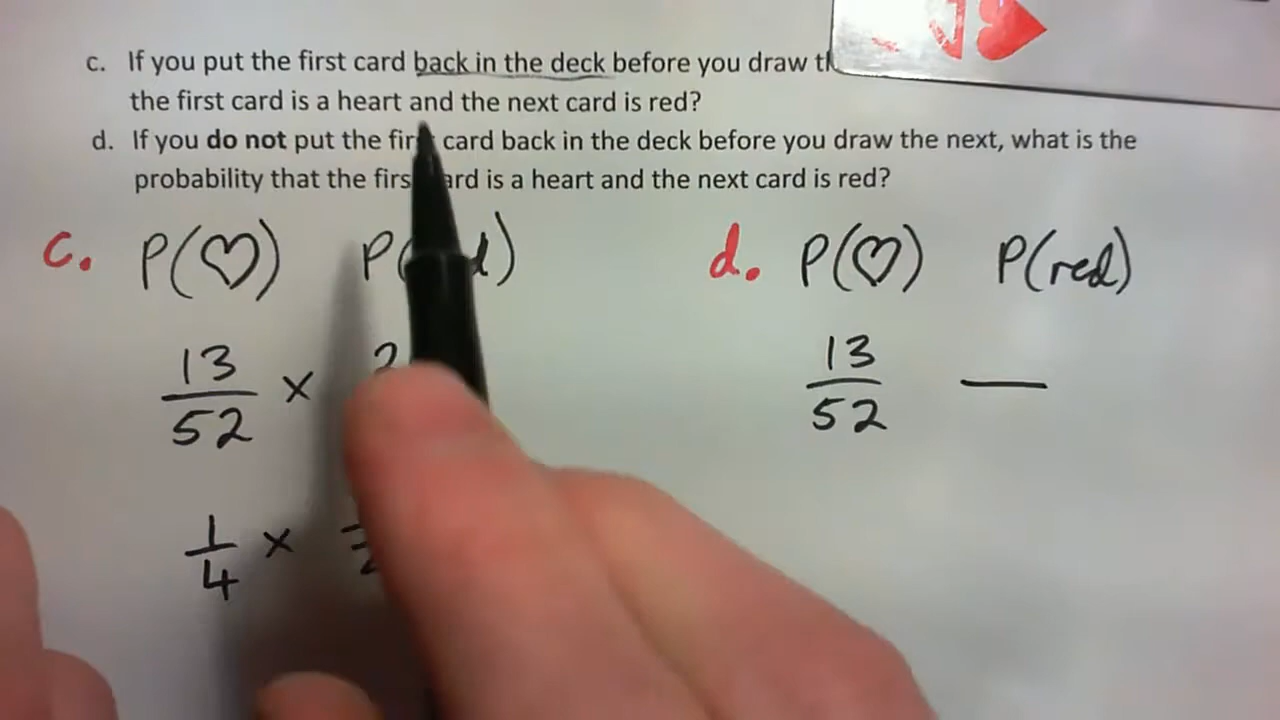 c. If you put the first card back in the deck before you draw
the first card is a heart and the next card is red?
d. If you do not put the card back in the deck before you draw the next, what is the
probability that the is a heart and the next card is red?
c. P(♡) d. P(♡) P(red)
13/52 × 13/52
1/4 ×